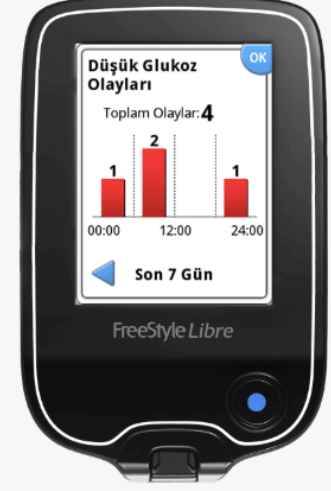 OK
Düşük Glukoz
Olayları
Toplam Olaylar: 4
2
1
1
00:00 12:00 24:00
Son 7 Gün
FreeStyle Libre